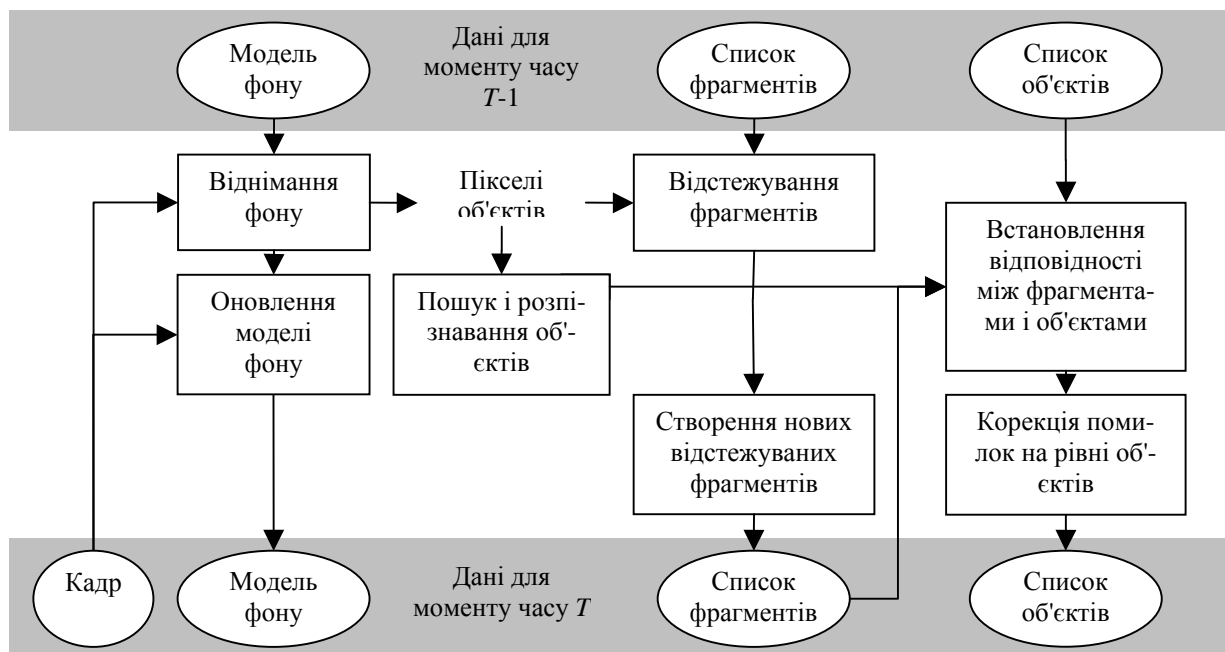 Модель
фону
Дані для
моменту часу
T-1
Список
фрагментів
Список
об'єктів
Віднімання
фону
Пікселі
об'єктів
Відстежування
фрагментів
Встановлення
відповідності
між фрагмента-
ми і об'єктами
Оновлення
моделі
фону
Пошук і розпі-
знавання об'-
єктів
Створення нових
відстежуваних
фрагментів
Корекція поми-
лок на рівні об'-
єктів
Кадр
Модель
фону
Дані для
моменту часу T
Список
фрагментів
Список
об'єктів